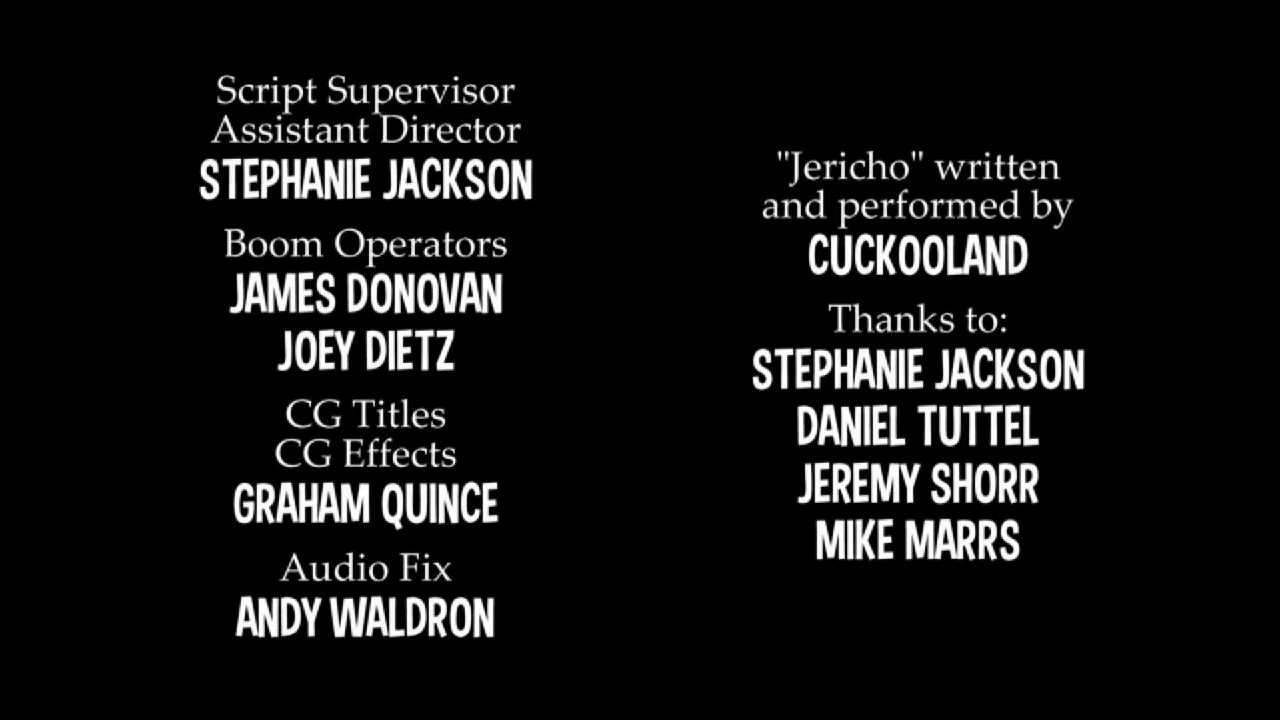 Script Supervisor
Assistant Director
STEPHANIE JACKSON
Boom Operators
JAMES DONOVAN
JOEY DIETZ
CG Titles
CG Effects
GRAHAM QUINCE
Audio Fix
ANDY WALDRON
"Jericho" written
and performed by
CUCKOOLAND
Thanks to:
STEPHANIE JACKSON
DANIEL TUTTEL
JEREMY SHORR
MIKE MARRS